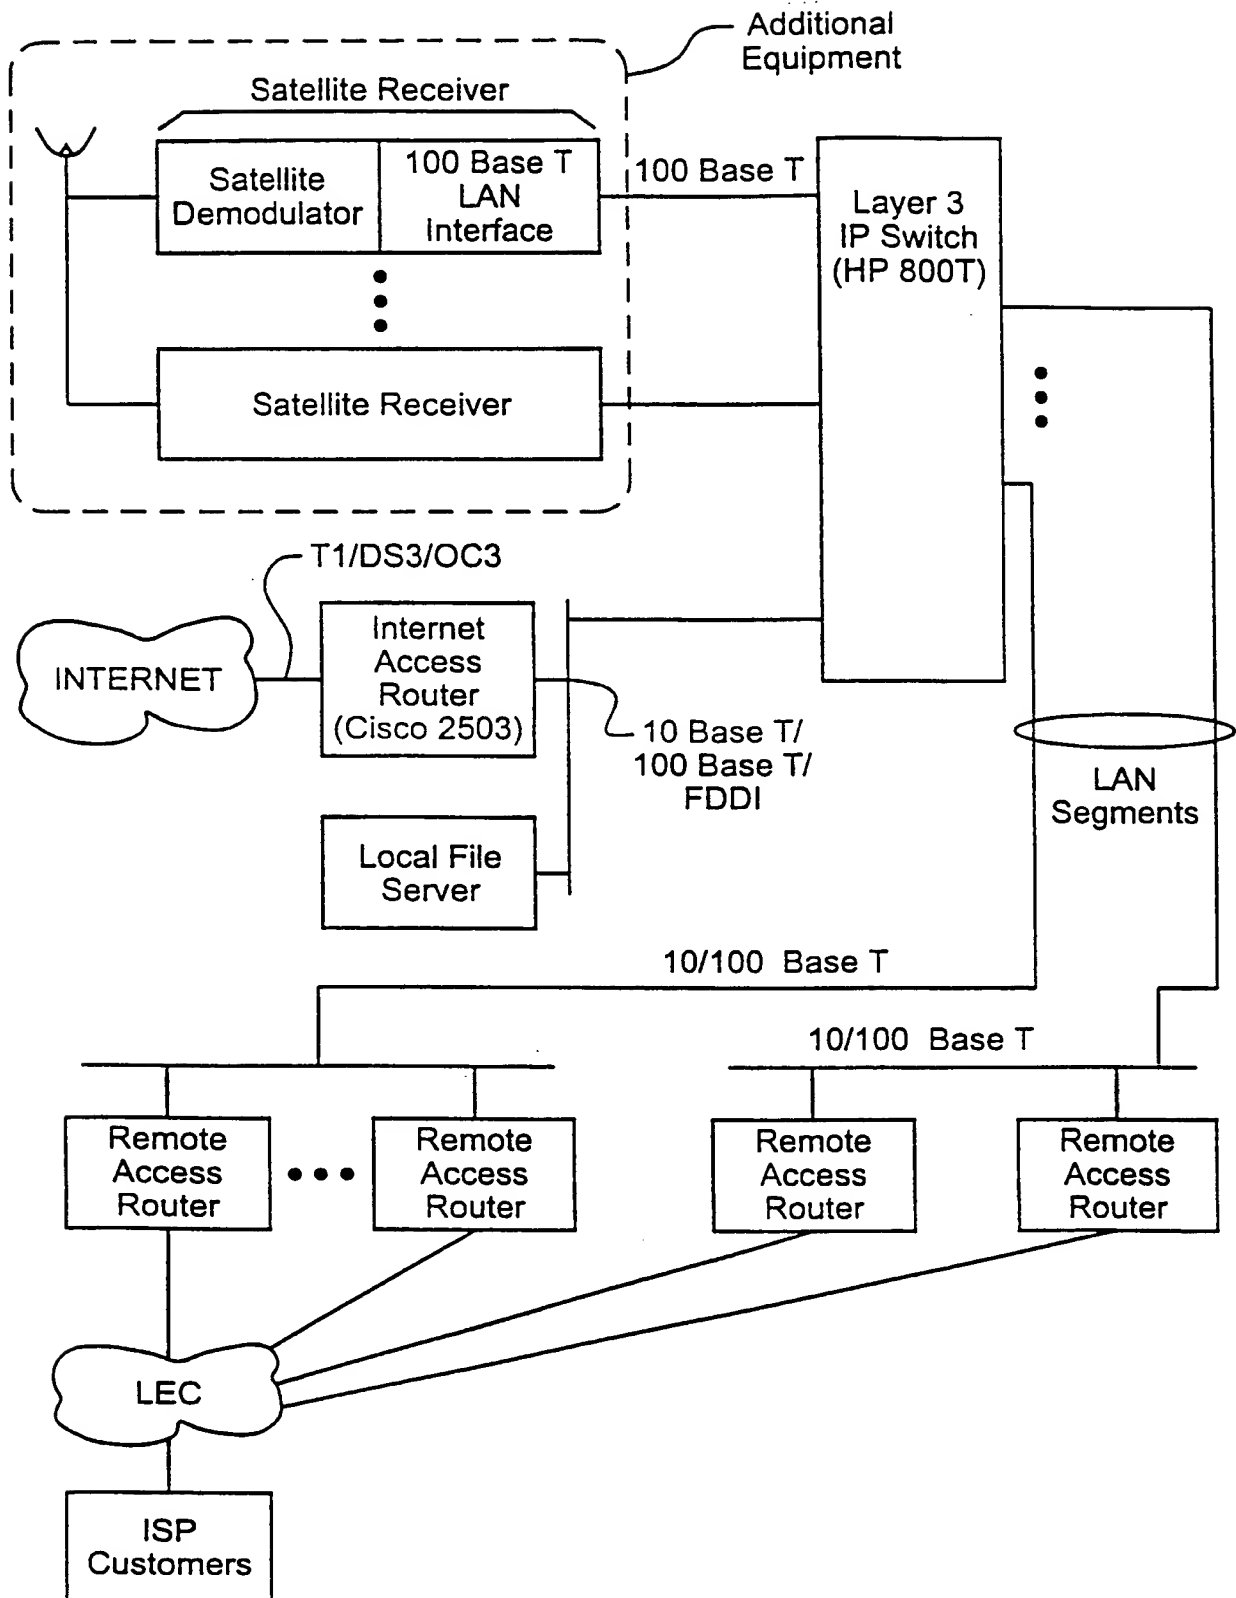 Additional
Equipment
Satellite Receiver
Satellite
Demodulator
100 Base T
LAN
Interface
100 Base T
Layer 3
IP Switch
(HP 800T)
Satellite Receiver
T1/DS3/OC3
INTERNET
Internet
Access
Router
(Cisco 2503)
10 Base T/
100 Base T/
FDDI
LAN
Segments
Local File
Server
10/100 Base T
10/100 Base T
Remote
Access
Router
Remote
Access
Router
Remote
Access
Router
Remote
Access
Router
LEC
ISP
Customers